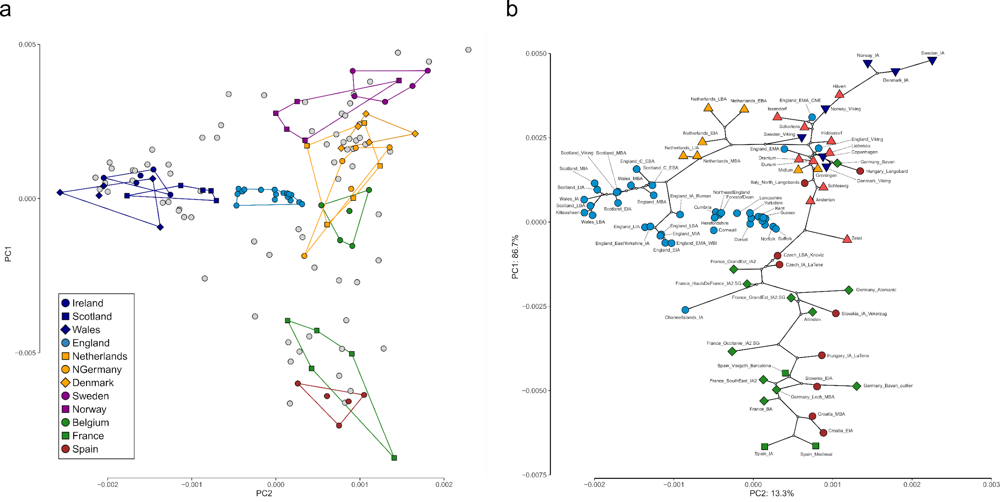 a
b
0.005
0.000
−0.005
PC1
−0.002
−0.001
0.000
0.001
0.002
PC2
Ireland
Scotland
Wales
England
Netherlands
NGermany
Denmark
Sweden
Norway
Belgium
France
Spain
0.0050
0.0025
0.0000
−0.0025
−0.0050
−0.0075
PC1: 86.7%
−0.002
−0.001
0.000
0.001
0.002
0.003
PC2: 13.3%
Norway_IA
Sweden_IA
Denmark_IA
Häven
Netherlands_LBA
Netherlands_EBA
England_EMA_CNE
Issendorf
Norway_Viking
Schortens
Netherlands_EIA
Sweden_Viking
Hiddestorf
England_Viking
Liebenau
Netherlands_LIA
England_EMA
Copenhagen
Scotland_Viking
Scotland_MBA
Drantum
Netherlands_MBA
Germany_Bavari
England_C_EBA
Dunum
Scotland_MIA
Scotland_C_EBA
Midlum
Hungary_Langobard
Groningen
Wales_MBA
Denmark_Viking
Italy_North_Langobards
Scotland_LIA
Schleswig
NortheastEngland
England_IA_Roman
ForestofDean
Lancashire
Wales_IA
England_MBA
Anderten
Yorkshire
Scotland_LBA
Cumbria
Scotland_EIA
Kent
Kilteasheen
Sussex
Wales_LBA
Herefordshire
England_LIA
England_LBA
Cornwall
England_MIA
England_EastYorkshire_IA
England_EMA_WBI
Dorset
Norfolk
Suffolk
Zetel
England_EIA
Czech_LBA_Knoviz
France_GrandEst_IA2
Czech_IA_LaTene
France_HautsDeFrance_IA2.SG
Germany_Alemanic
France_GrandEst_IA2.SG
Slovakia_IA_Vekerzug
ChannelIslands_IA
Altinden
France_Occitanie_IA2.SG
Hungary_IA_LaTene
Spain_Visigoth_Barcelona
France_SouthEast_IA2
Slovenia_EIA
Germany_Bavari_outlier
Germany_Lech_MBA
France_BA
Croatia_MBA
Croatia_EIA
Spain_IA
Spain_Medieval